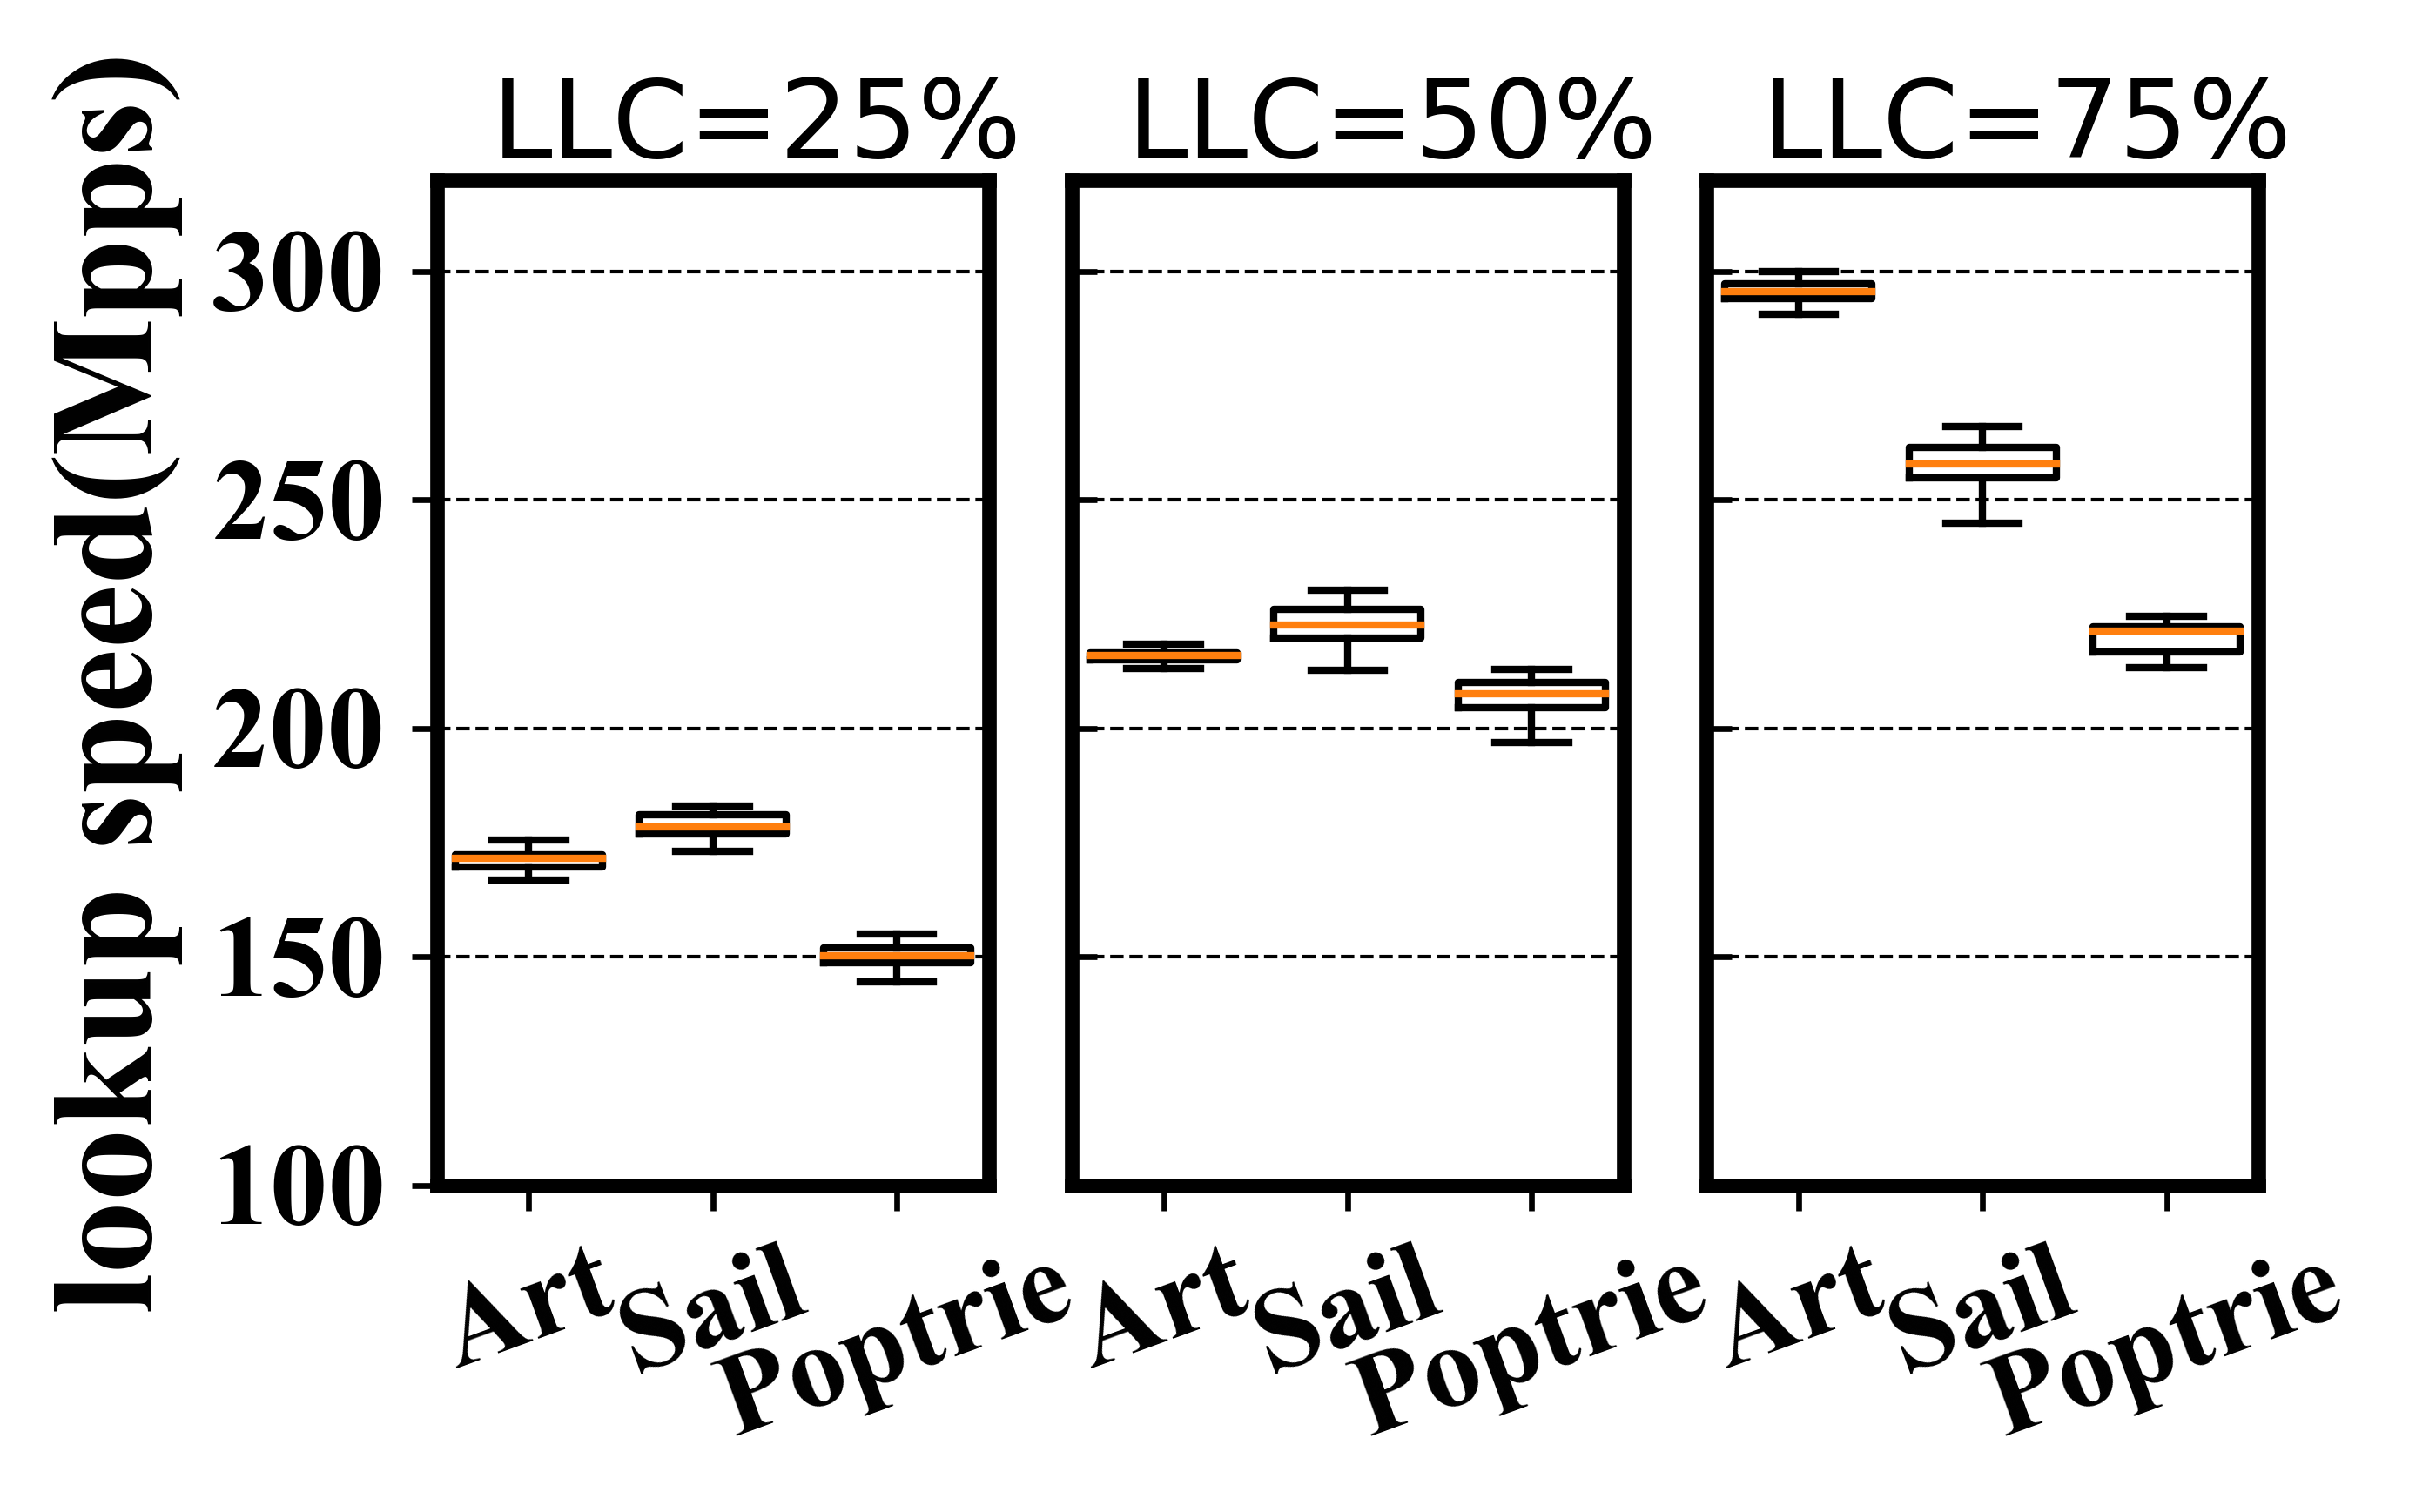 LLC=25% LLC=50% LLC=75%
lookup speed(Mpps)
300
250
200
150
100
Art Sail Poptrie Art Sail Poptrie Art Sail Poptrie